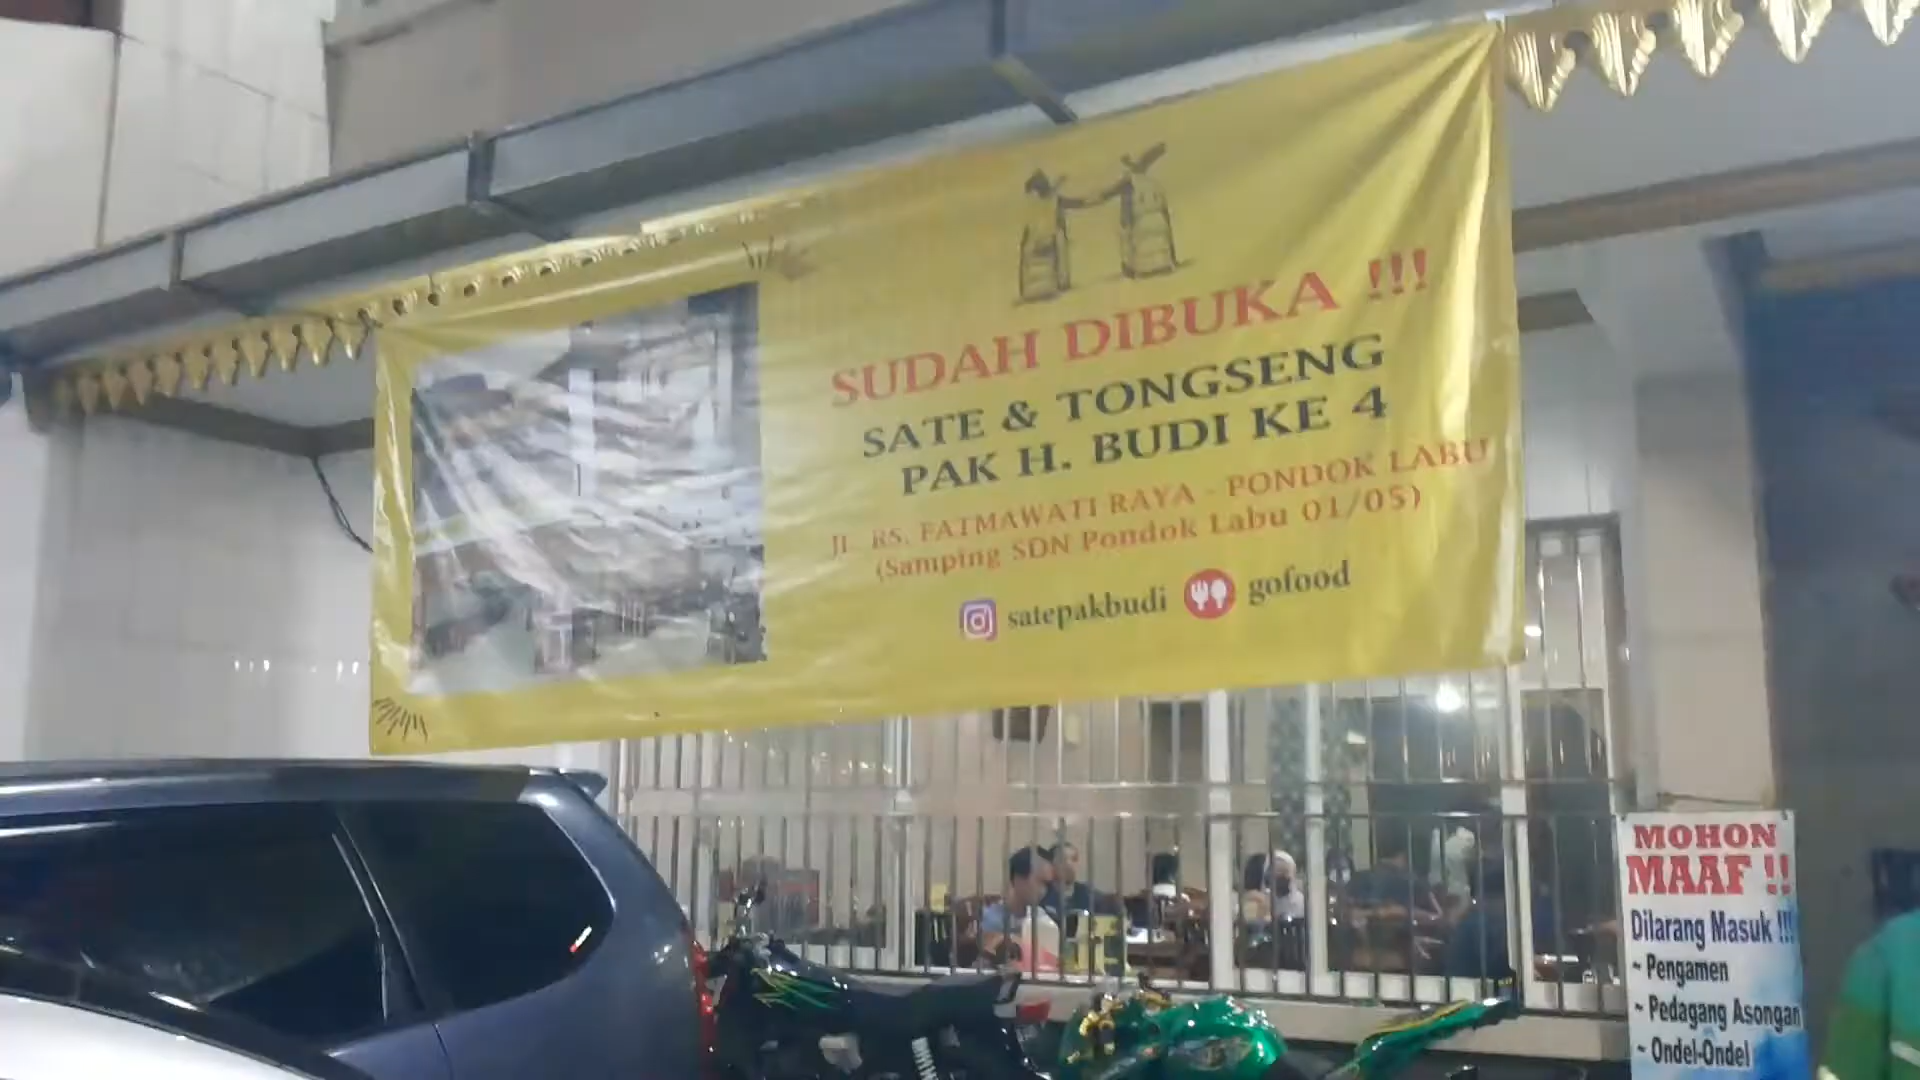 SUDAH DIBUKA !!!
SATE & TONGSENG
PAK H. BUDI KE 4
JL. RS. FATMAWATI RAYA - PONDOK LABU
(Samping SDN Pondok Labu 01/05)
satepakbudi gofood
MOHON
MAAF !!
Dilarang Masuk !!!
~ Pengamen
~ Pedagang Asongan
~ Ondel-Ondel